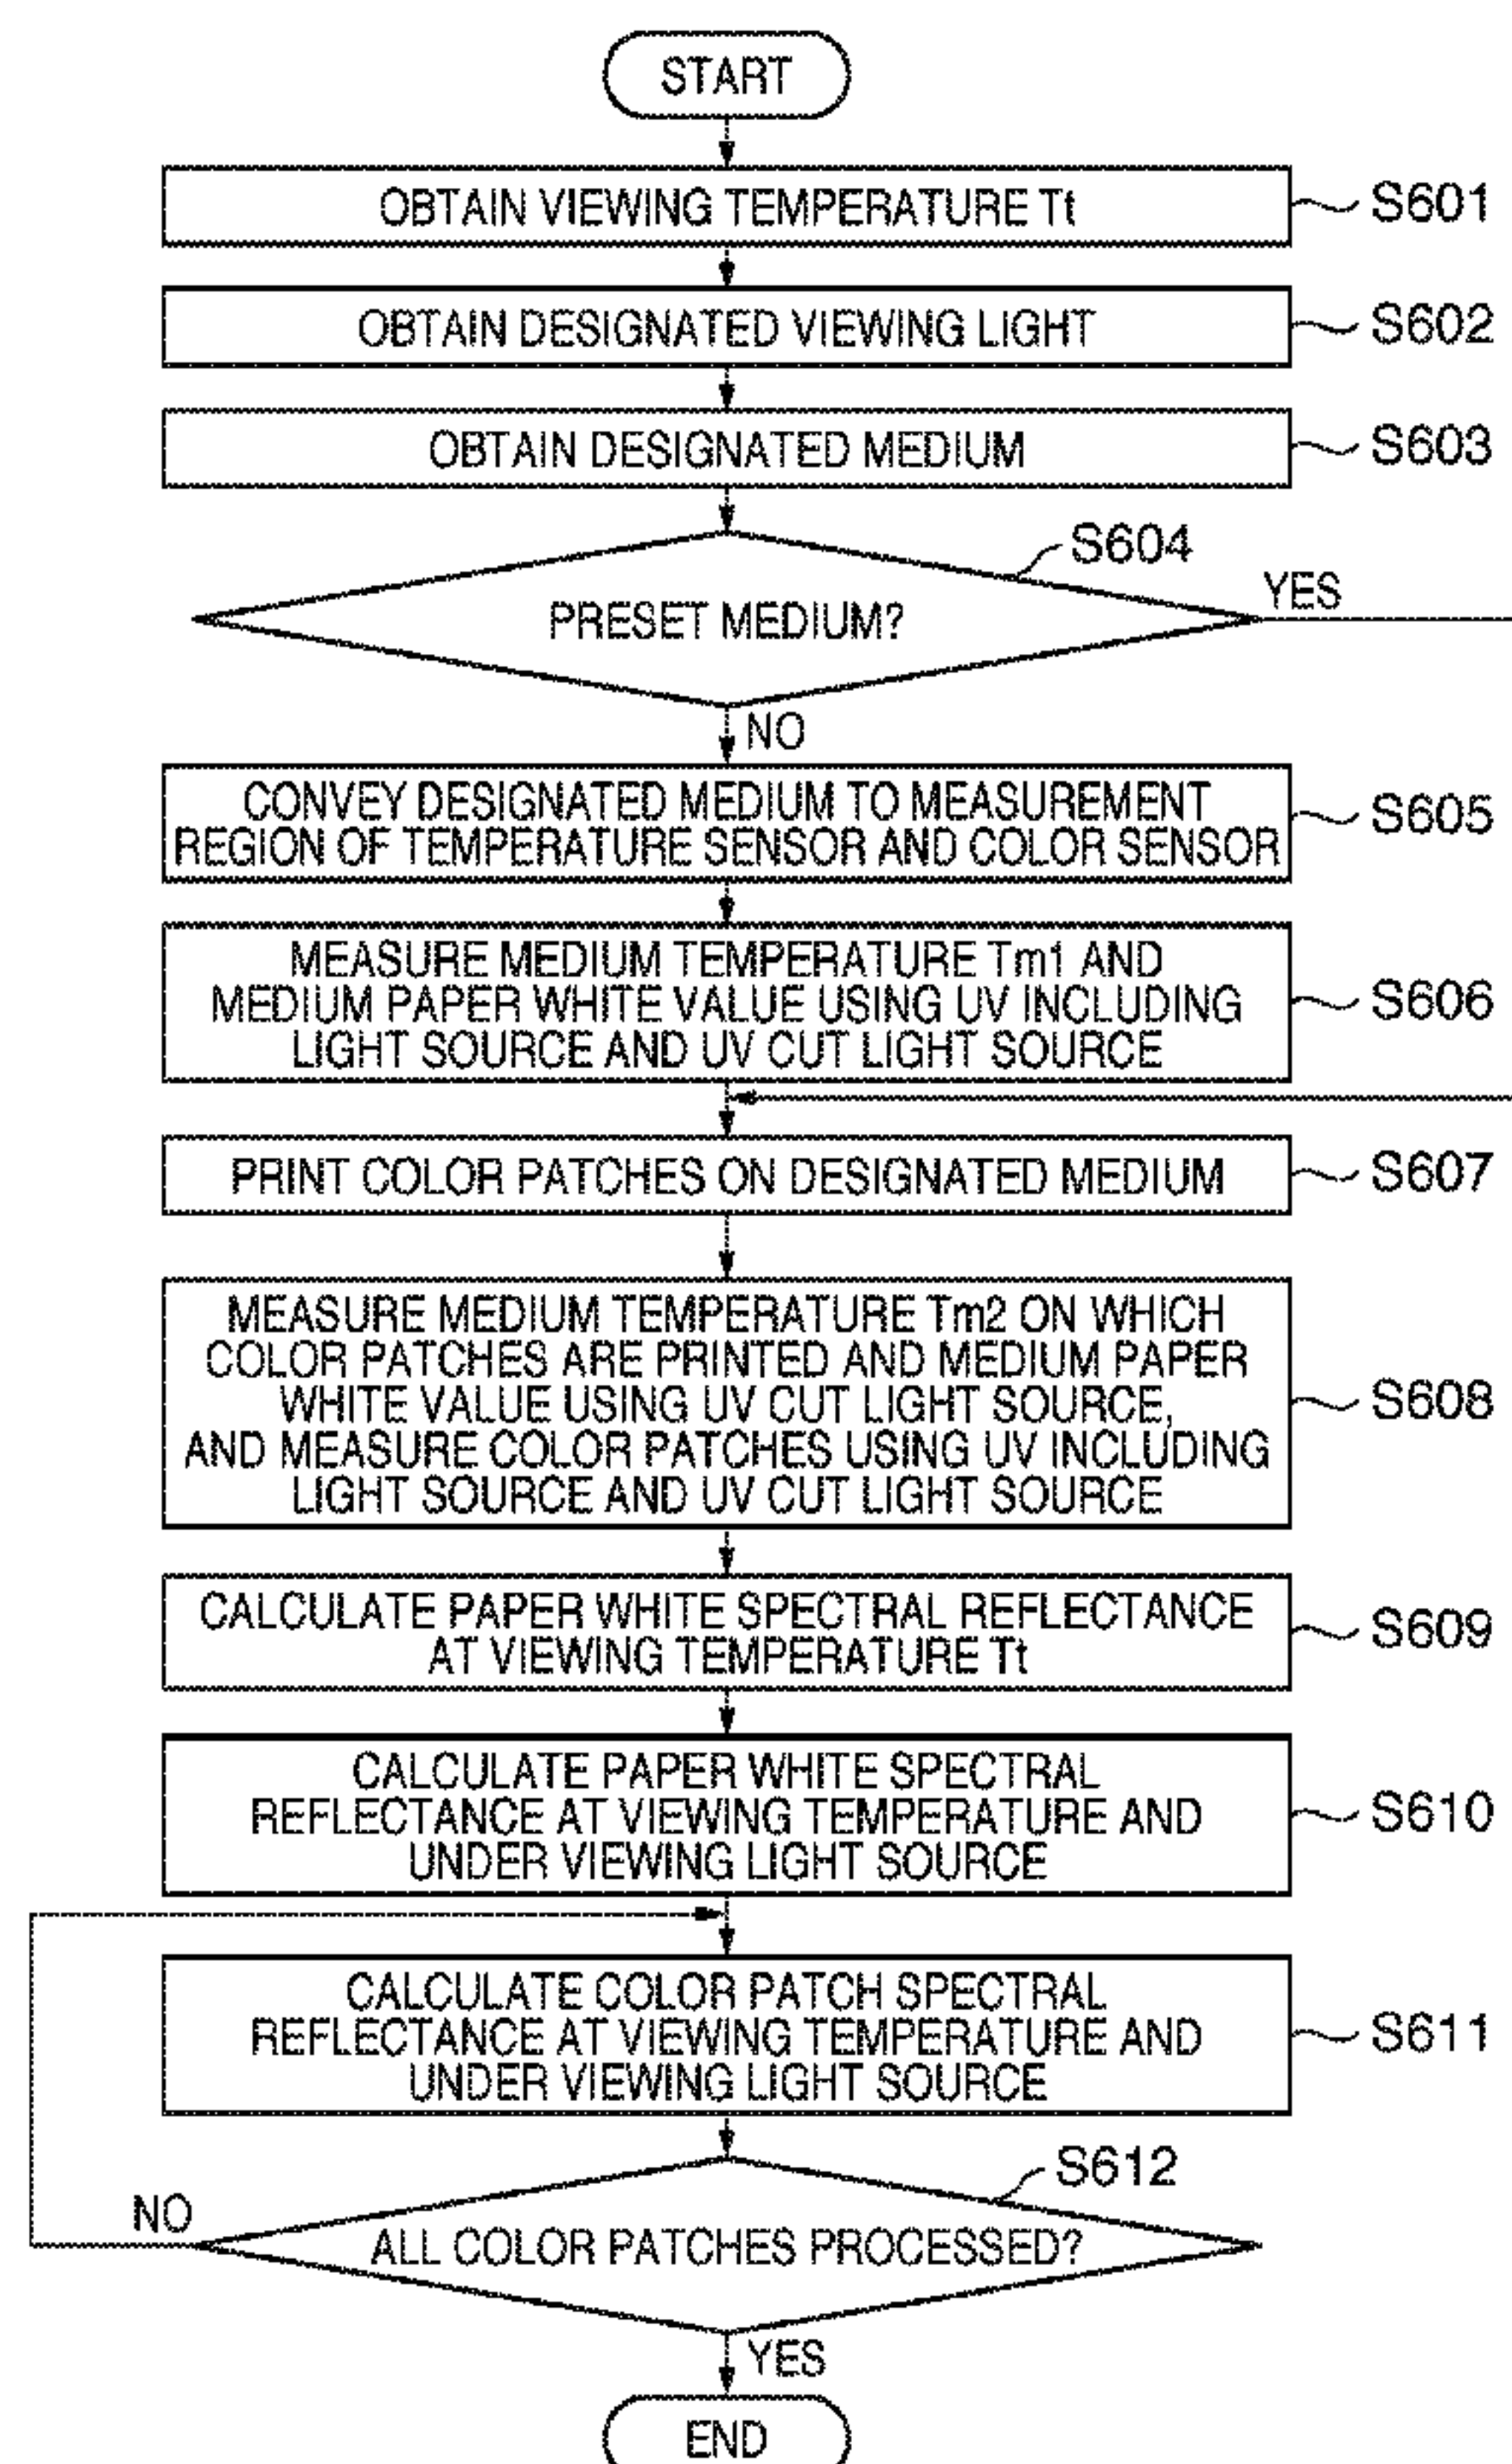 START
OBTAIN VIEWING TEMPERATURE Tt
S601
OBTAIN DESIGNATED VIEWING LIGHT
S602
OBTAIN DESIGNATED MEDIUM
S603
S604
PRESET MEDIUM?
YES
NO
CONVEY DESIGNATED MEDIUM TO MEASUREMENT
REGION OF TEMPERATURE SENSOR AND COLOR SENSOR
S605
MEASURE MEDIUM TEMPERATURE Tm1 AND
MEDIUM PAPER WHITE VALUE USING UV INCLUDING
LIGHT SOURCE AND UV CUT LIGHT SOURCE
S606
PRINT COLOR PATCHES ON DESIGNATED MEDIUM
S607
MEASURE MEDIUM TEMPERATURE Tm2 ON WHICH
COLOR PATCHES ARE PRINTED AND MEDIUM PAPER
WHITE VALUE USING UV CUT LIGHT SOURCE,
AND MEASURE COLOR PATCHES USING UV INCLUDING
LIGHT SOURCE AND UV CUT LIGHT SOURCE
S608
CALCULATE PAPER WHITE SPECTRAL REFLECTANCE
AT VIEWING TEMPERATURE Tt
S609
CALCULATE PAPER WHITE SPECTRAL
REFLECTANCE AT VIEWING TEMPERATURE AND
UNDER VIEWING LIGHT SOURCE
S610
CALCULATE COLOR PATCH SPECTRAL
REFLECTANCE AT VIEWING TEMPERATURE AND
UNDER VIEWING LIGHT SOURCE
S611
S612
NO
ALL COLOR PATCHES PROCESSED?
YES
END